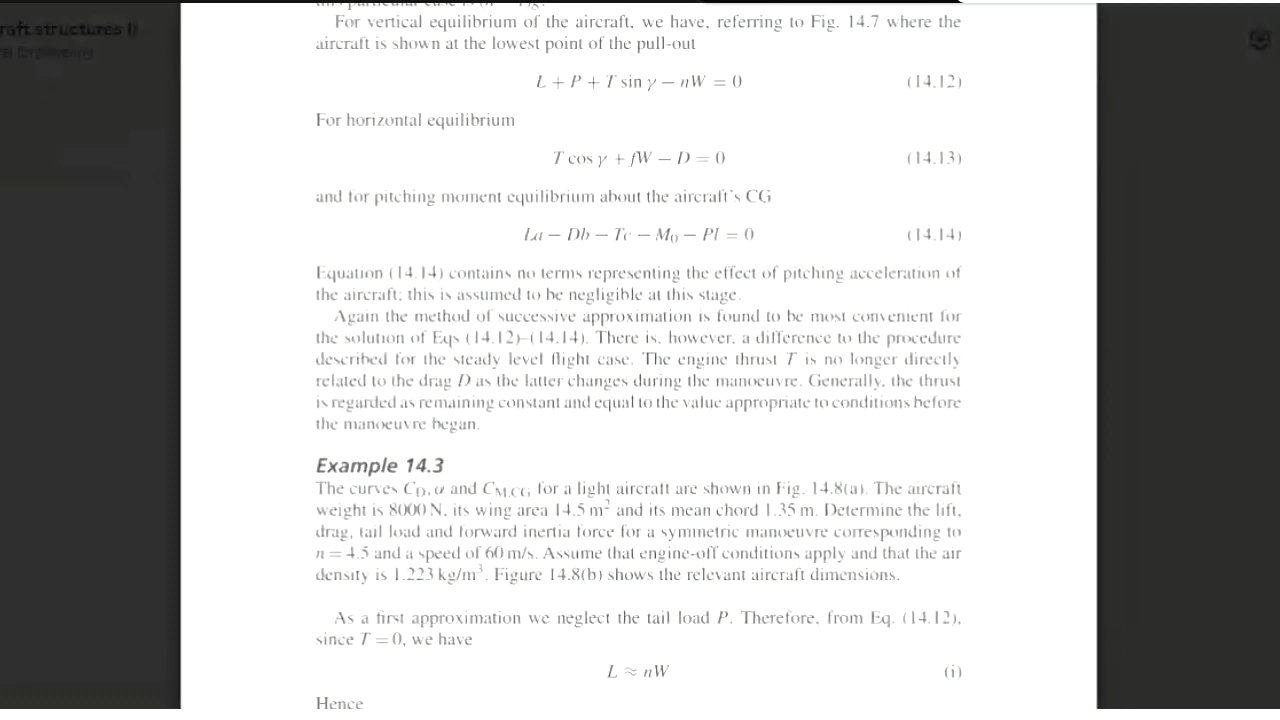 raft structures II
For vertical equilibrium of the aircraft, we have, referring to Fig. 14.7 where the
aircraft is shown at the lowest point of the pull-out
L + P + T sin γ − nW = 0 (14.12)
For horizontal equilibrium
T cos γ + fW − D = 0 (14.13)
and for pitching moment equilibrium about the aircraft's CG
La − Db − Tc − M₀ − Pl = 0 (14.14)
Equation (14.14) contains no terms representing the effect of pitching acceleration of
the aircraft; this is assumed to be negligible at this stage.
Again the method of successive approximation is found to be most convenient for
the solution of Eqs (14.12)–(14.14). There is, however, a difference to the procedure
described for the steady level flight case. The engine thrust T is no longer directly
related to the drag D as the latter changes during the manoeuvre. Generally, the thrust
is regarded as remaining constant and equal to the value appropriate to conditions before
the manoeuvre began.
Example 14.3
The curves C_D, α and C_M,CG for a light aircraft are shown in Fig. 14.8(a). The aircraft
weight is 8000 N, its wing area 14.5 m² and its mean chord 1.35 m. Determine the lift,
drag, tail load and forward inertia force for a symmetric manoeuvre corresponding to
n = 4.5 and a speed of 60 m/s. Assume that engine-off conditions apply and that the air
density is 1.223 kg/m³. Figure 14.8(b) shows the relevant aircraft dimensions.
As a first approximation we neglect the tail load P. Therefore, from Eq. (14.12),
since T = 0, we have
L ≈ nW (i)
Hence